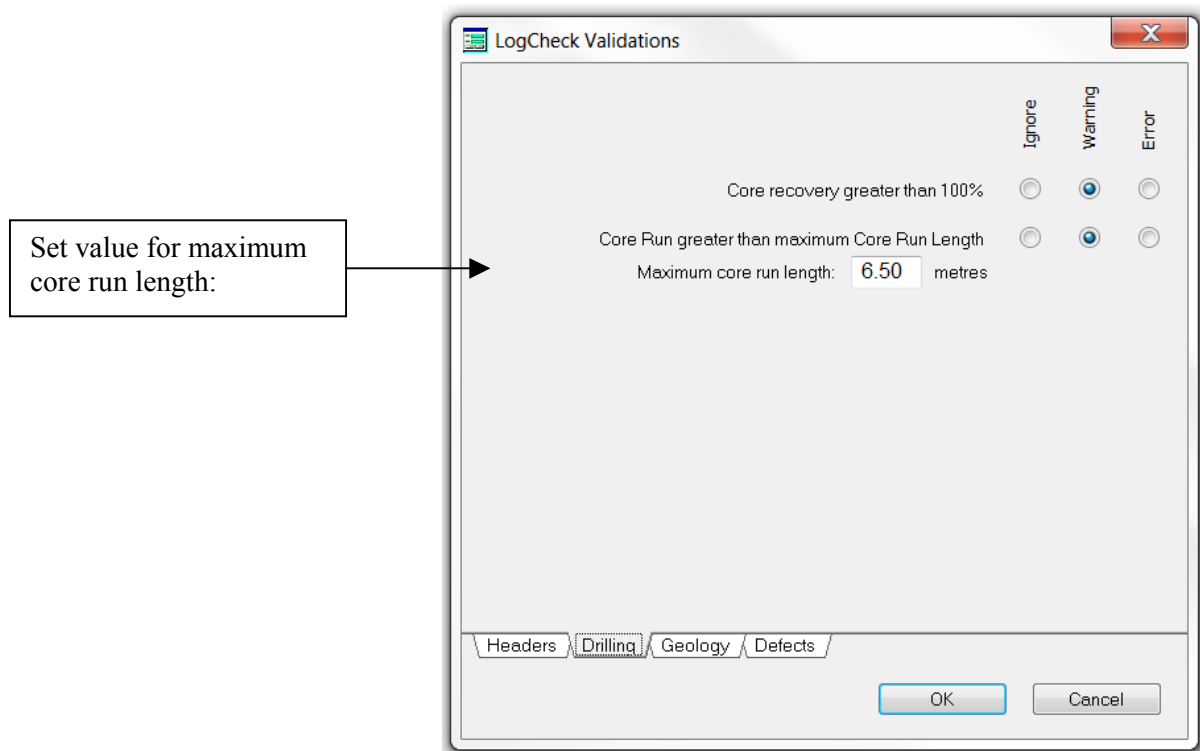 LogCheck Validations
Ignore
Warning
Error
Core recovery greater than 100%
Core Run greater than maximum Core Run Length
Maximum core run length: 6.50 metres
Set value for maximum
core run length:
Headers Drilling Geology Defects
OK Cancel